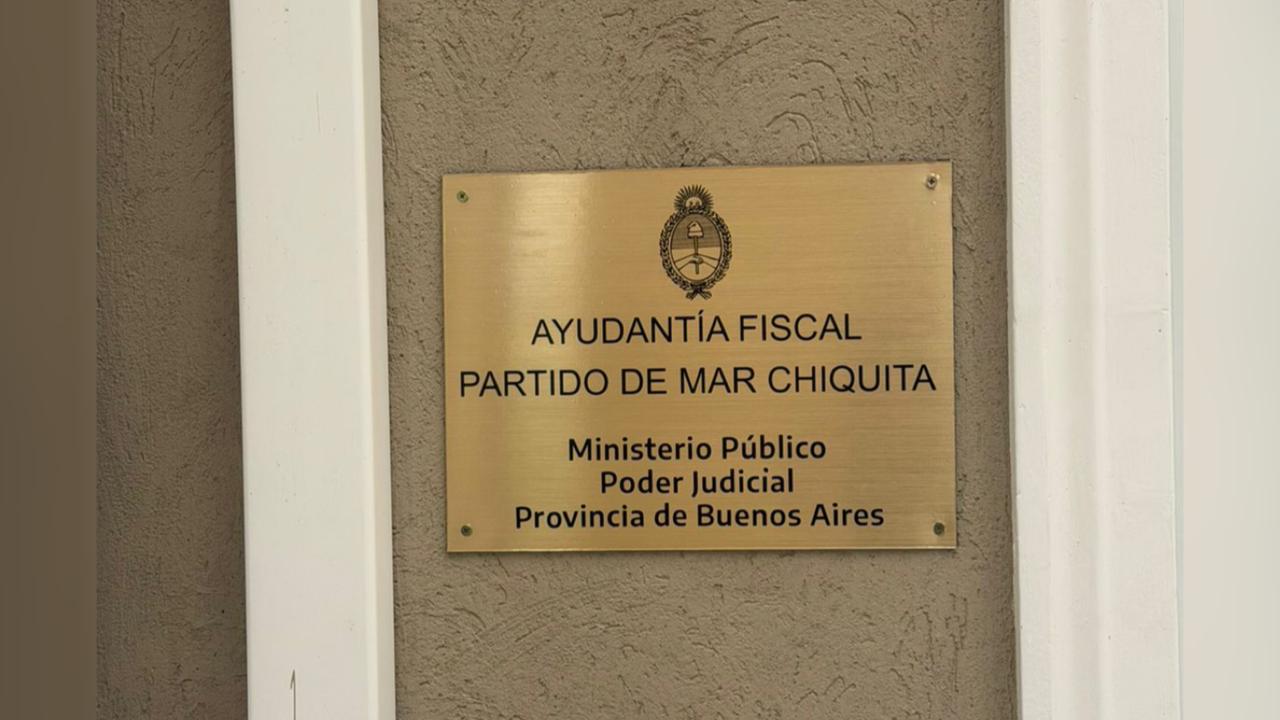 AYUDANTÍA FISCAL
PARTIDO DE MAR CHIQUITA
Ministerio Público
Poder Judicial
Provincia de Buenos Aires